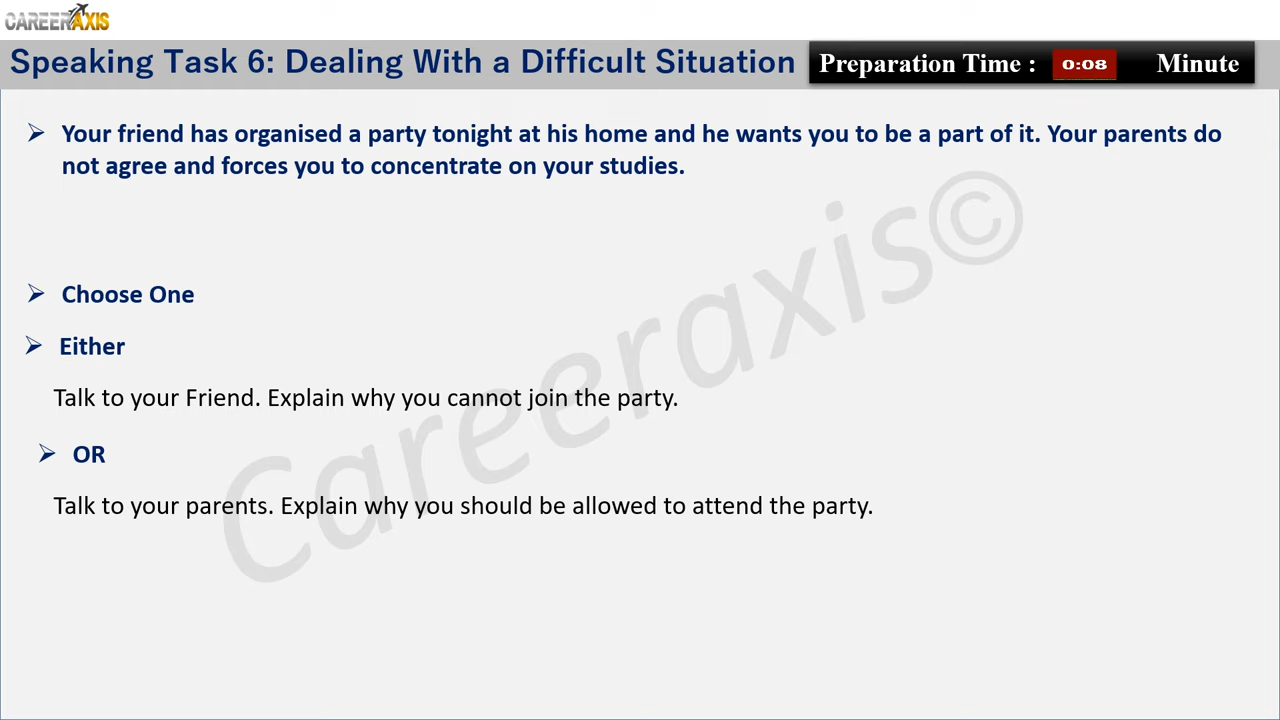 CAREERAXIS
Speaking Task 6: Dealing With a Difficult Situation
Preparation Time : 0:08 Minute
Your friend has organised a party tonight at his home and he wants you to be a part of it. Your parents do
not agree and forces you to concentrate on your studies.
Choose One
Either
Talk to your Friend. Explain why you cannot join the party.
OR
Talk to your parents. Explain why you should be allowed to attend the party.
Careeraxis©